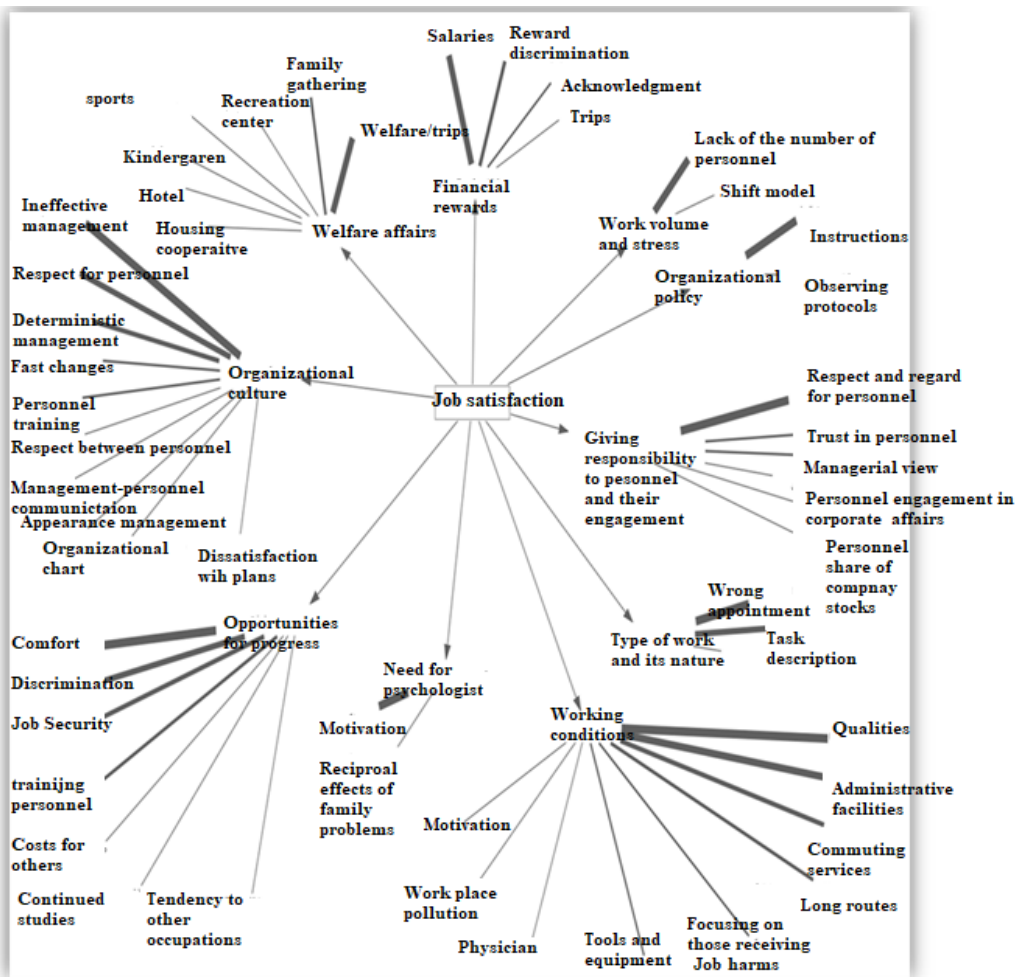 Salaries
Reward
discrimination
Acknowledgment
Trips
Financial
rewards
Family
gathering
sports
Recreation
center
Welfare/trips
Kindergaren
Hotel
Housing
cooperaitve
Welfare affairs
Lack of the number of
personnel
Shift model
Work volume
and stress
Instructions
Organizational
policy
Observing
protocols
Ineffective
management
Respect for personnel
Deterministic
management
Fast changes
Personnel
training
Respect between personnel
Management-personnel
communictaion
Appearance management
Organizational
chart
Dissatisfaction
wih plans
Organizational
culture
Job satisfaction
Giving
responsibility
to pesonnel
and their
engagement
Respect and regard
for personnel
Trust in personnel
Managerial view
Personnel engagement in
corporate affairs
Personnel
share of
compnay
stocks
Opportunities
for progress
Comfort
Discrimination
Job Security
trainijng
personnel
Costs for
others
Continued
studies
Tendency to
other
occupations
Need for
psychologist
Motivation
Reciproal
effects of
family
problems
Type of work
and its nature
Wrong
appointment
Task
description
Working
conditions
Qualities
Administrative
facilities
Commuting
services
Long routes
Focusing on
those receiving
Job harms
Tools and
equipment
Physician
Work place
pollution
Motivation